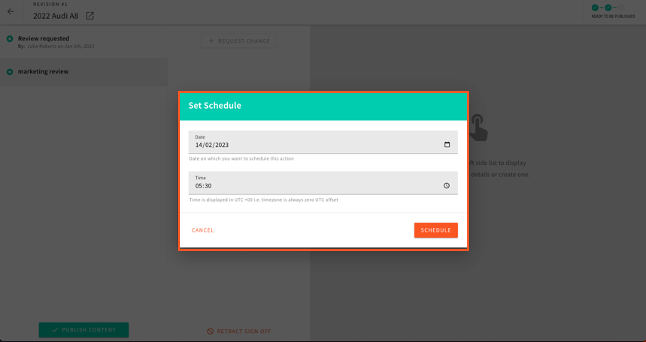 REVISION #1
2022 Audi A8
READY TO BE PUBLISHED
Review requested
By: Julia Roberts on Jan 4th, 2023
REQUEST CHANGE
marketing review
Set Schedule
Date
14/02/2023
Date on which you want to schedule this action
Time
05:30
Time is displayed in UTC +00 i.e. timezone is always zero UTC offset
CANCEL
SCHEDULE
side list to display
details or create one
PUBLISH CONTENT
RETRACT SIGN OFF